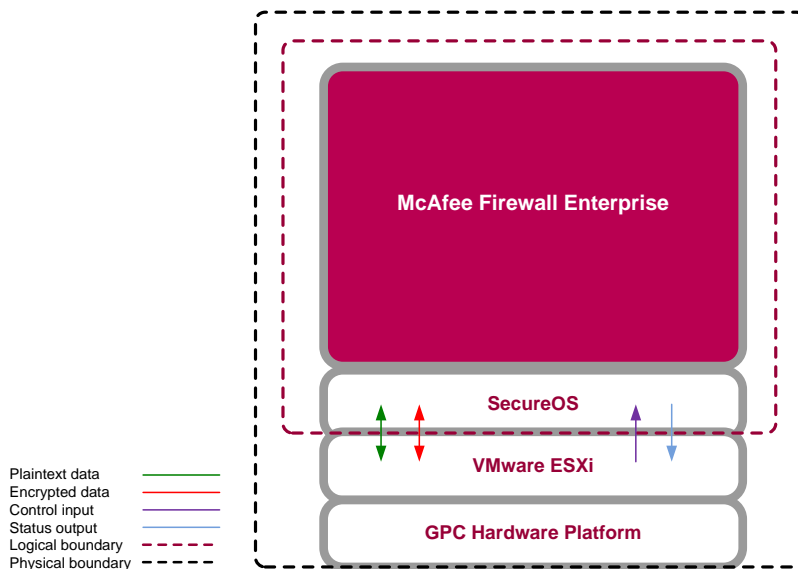 McAfee Firewall Enterprise
SecureOS
VMware ESXi
GPC Hardware Platform
Plaintext data
Encrypted data
Control input
Status output
Logical boundary
Physical boundary